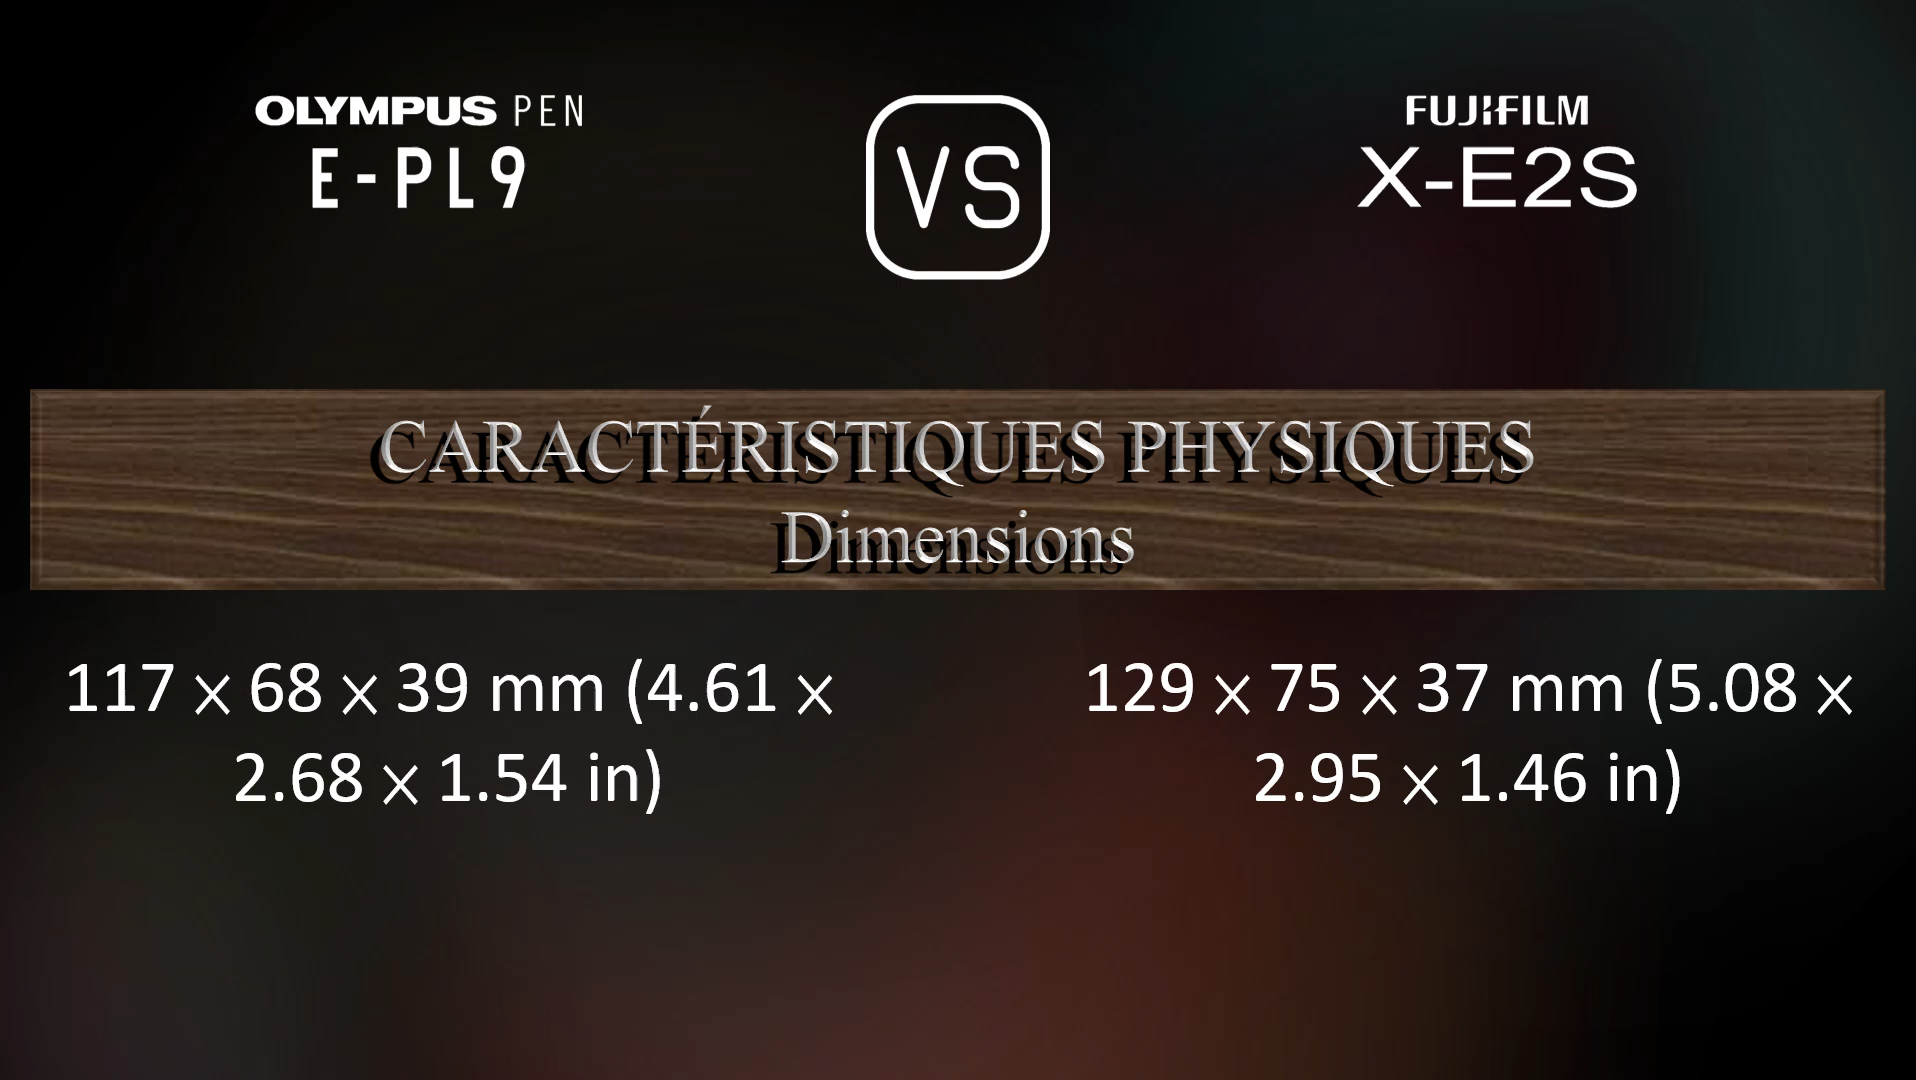 OLYMPUS PEN
E-PL9
VS
FUJIFILM
X-E2S
CARACTÉRISTIQUES PHYSIQUES
Dimensions
117 x 68 x 39 mm (4.61 x
2.68 x 1.54 in)
129 x 75 x 37 mm (5.08 x
2.95 x 1.46 in)